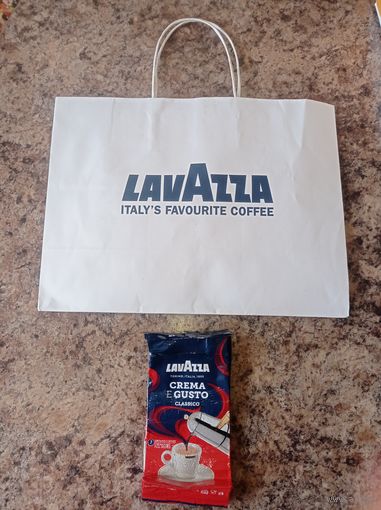 LAVAZZA
ITALY'S FAVOURITE COFFEE
LAVAZZA
TORINO, ITALIA, 1895
CREMA
E GUSTO
CLASSICO